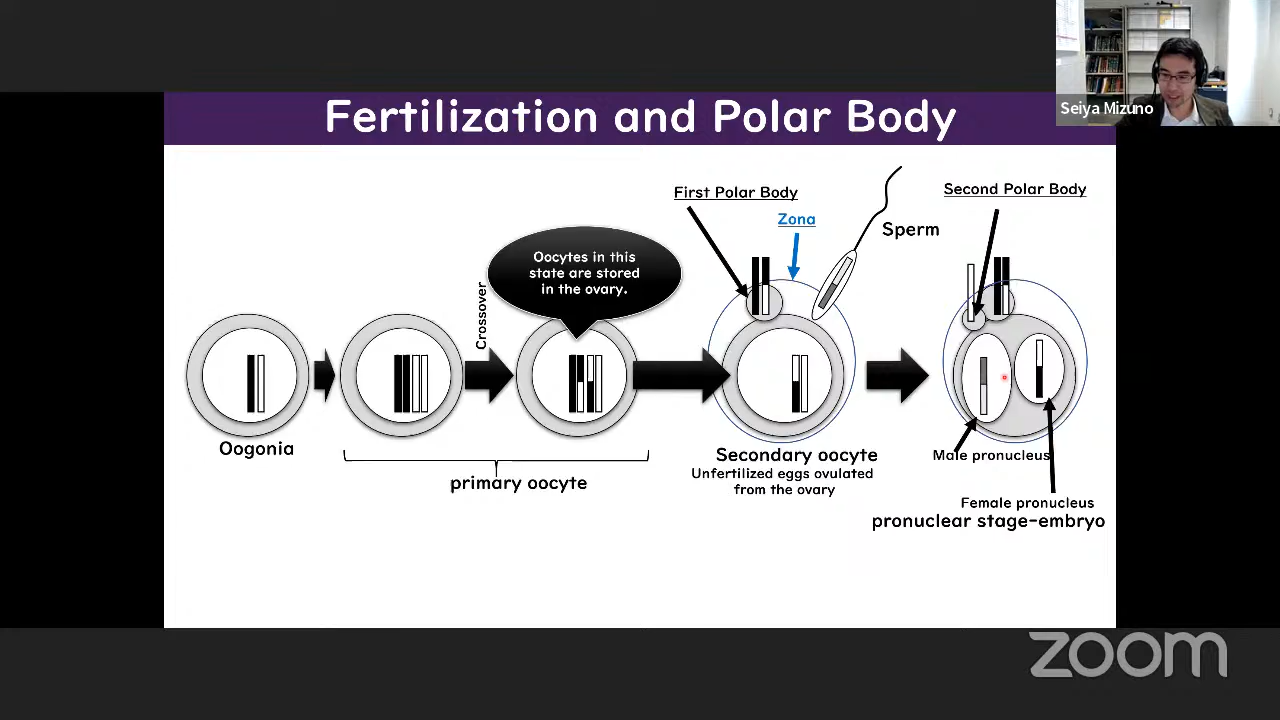 Seiya Mizuno
Fertilization and Polar Body
First Polar Body
Second Polar Body
Zona
Sperm
Oocytes in this
state are stored
in the ovary.
Crossover
Oogonia
primary oocyte
Secondary oocyte
Unfertilized eggs ovulated
from the ovary
Male pronucleus
Female pronucleus
pronuclear stage-embryo
zoom